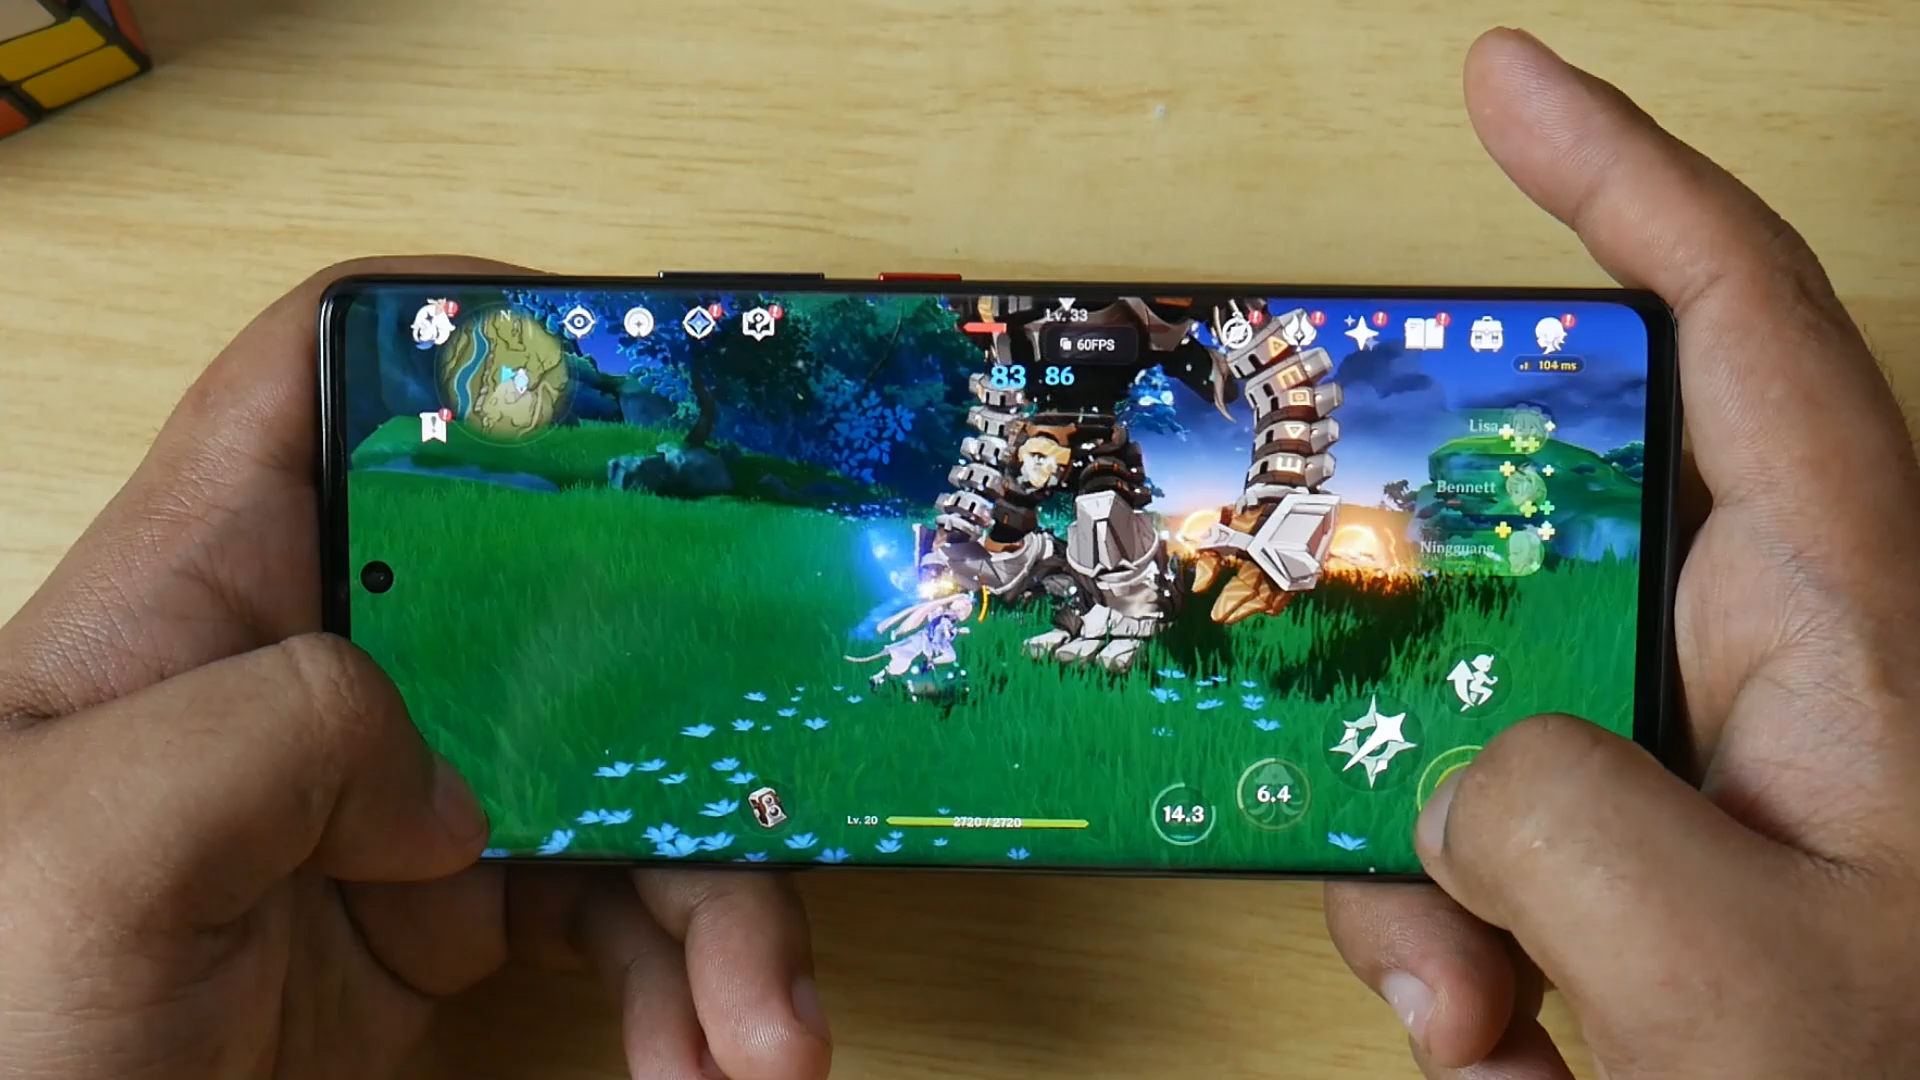 N
Lv. 33
60FPS
83 86
104 ms
Lisa
Bennett
Ningguang
6.4
14.3
Lv. 20
2720 / 2720